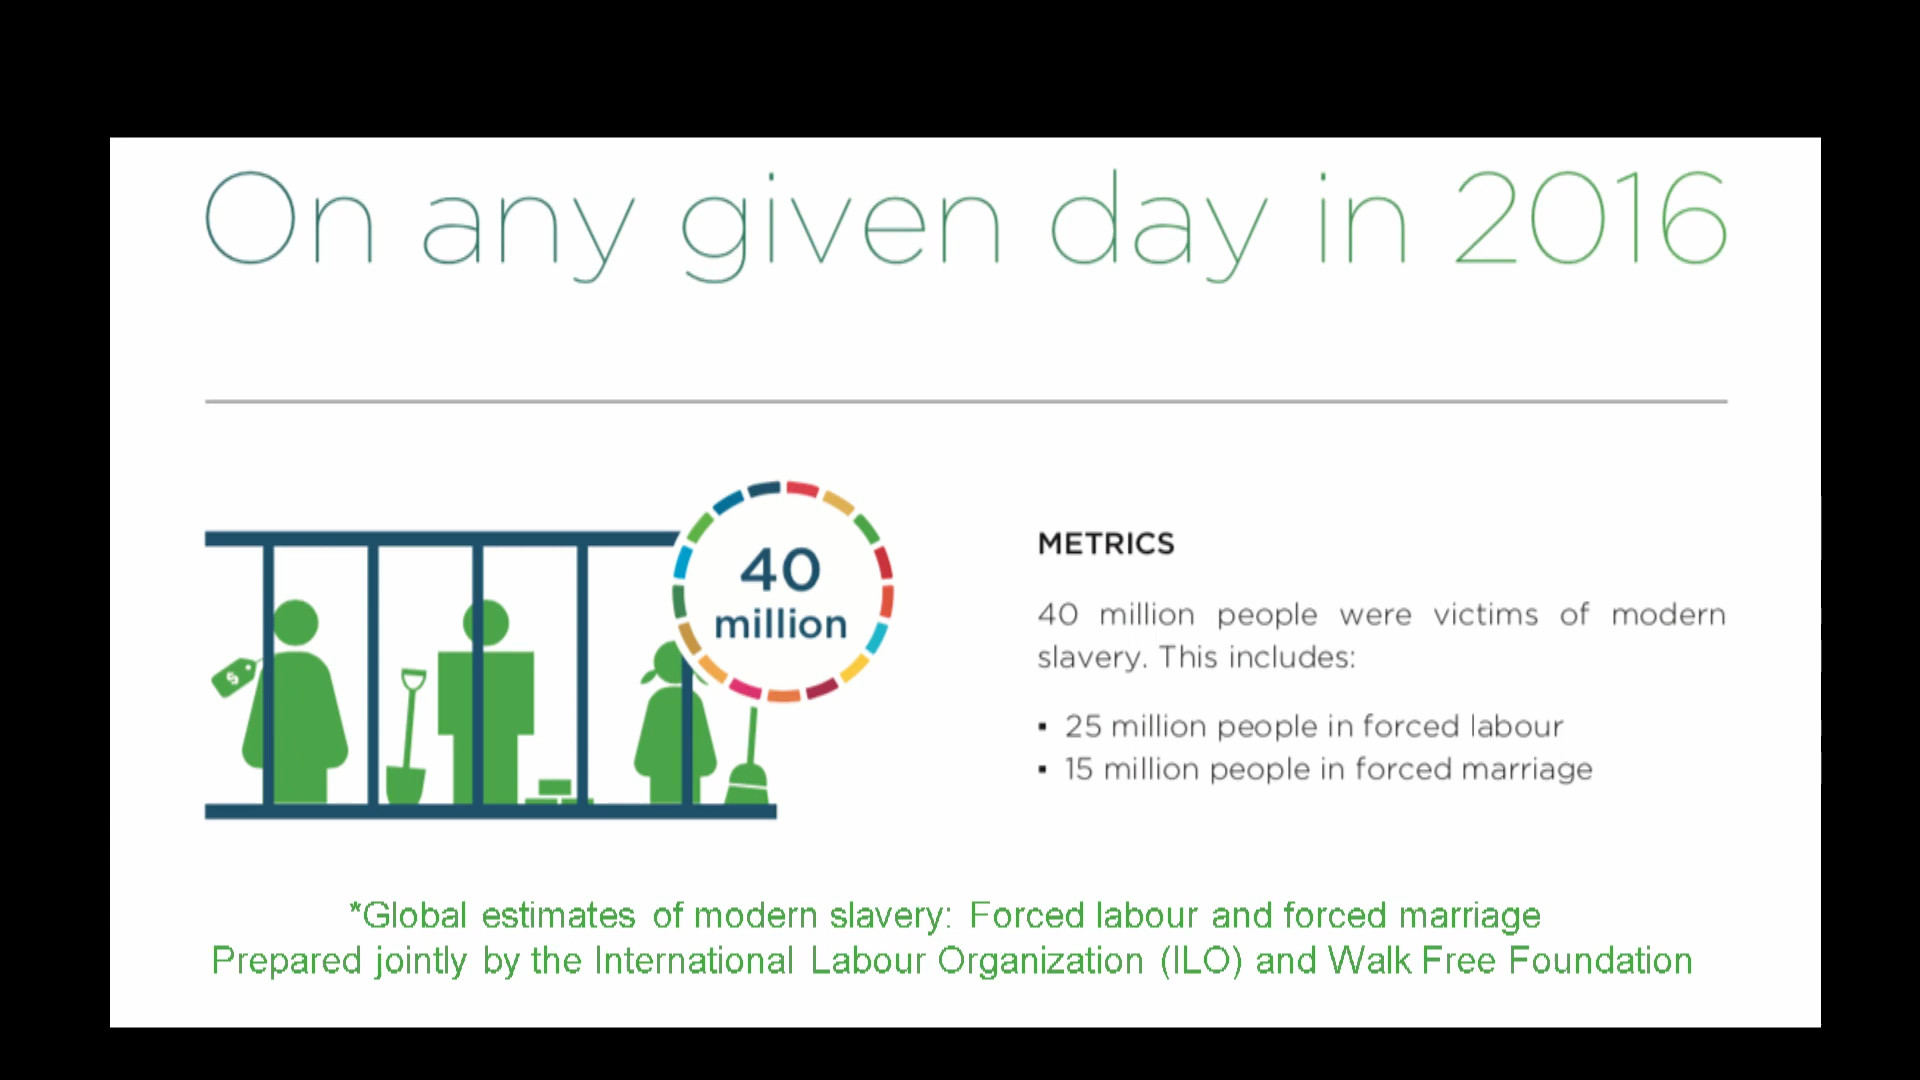 On any given day in 2016
40
million
$
METRICS
40 million people were victims of modern
slavery. This includes:
▪ 25 million people in forced labour
▪ 15 million people in forced marriage
*Global estimates of modern slavery: Forced labour and forced marriage
Prepared jointly by the International Labour Organization (ILO) and Walk Free Foundation